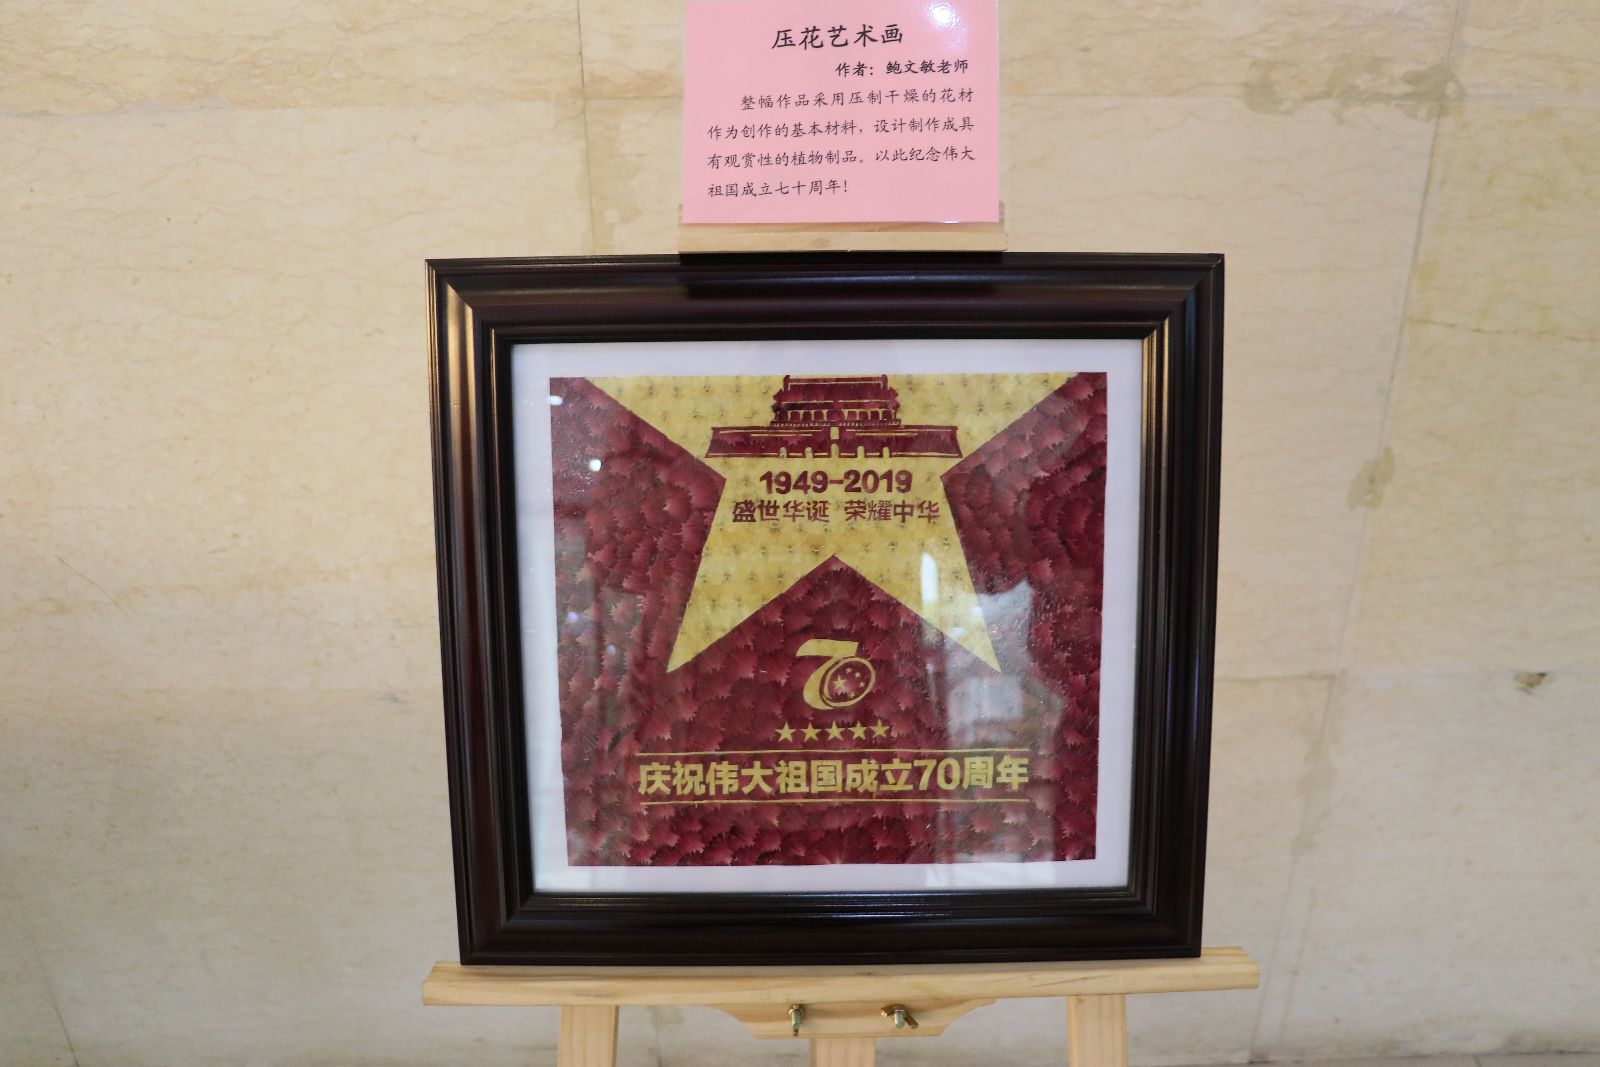 压花艺术画
作者：鲍文敏老师
整幅作品采用压制干燥的花材
作为创作的基本材料，设计制作成具
有观赏性的植物制品。以此纪念伟大
祖国成立七十周年！
1949-2019
盛世华诞 荣耀中华
70
庆祝伟大祖国成立70周年